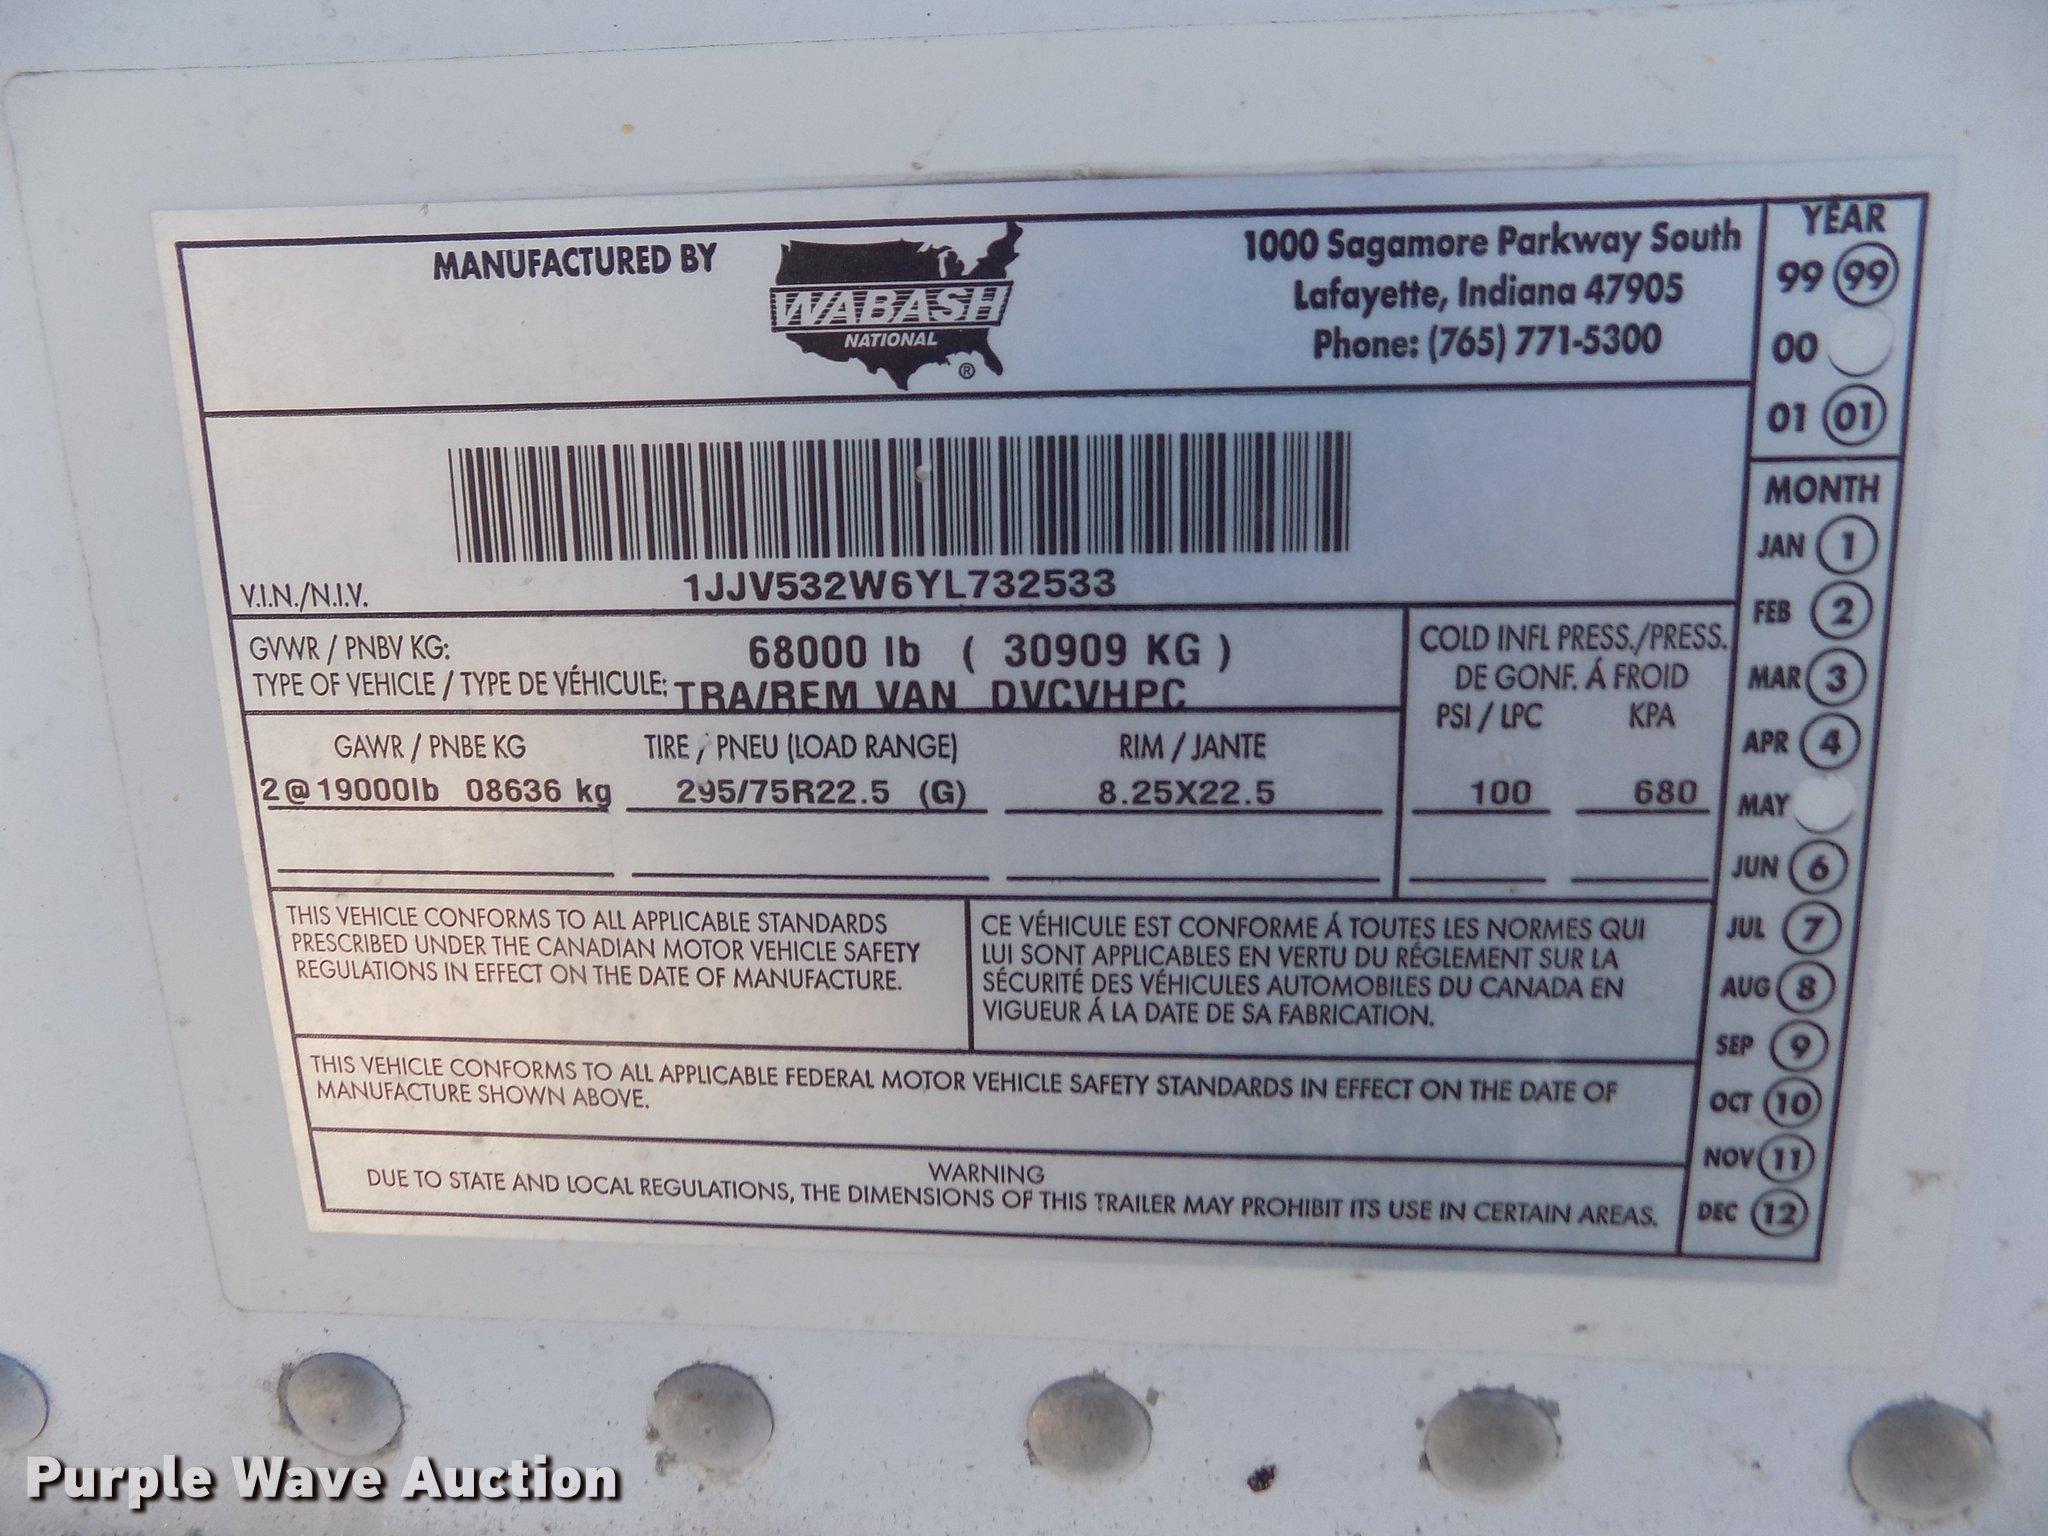 MANUFACTURED BY
WABASH
NATIONAL
®
1000 Sagamore Parkway South
Lafayette, Indiana 47905
Phone: (765) 771-5300
YEAR
99 99
00
01 01
V.I.N./N.I.V.
1JJV532W6YL732533
MONTH
JAN 1
FEB 2
MAR 3
APR 4
MAY
JUN 6
JUL 7
AUG 8
SEP 9
OCT 10
NOV 11
DEC 12
GVWR / PNBV KG: 68000 lb ( 30909 KG )
TYPE OF VEHICLE / TYPE DE VÉHICULE: TRA/REM VAN DVCVHPC
COLD INFL PRESS./PRESS.
DE GONF. Á FROID
PSI / LPC KPA
GAWR / PNBE KG TIRE / PNEU (LOAD RANGE) RIM / JANTE
2@19000lb 08636 kg 295/75R22.5 (G) 8.25X22.5 100 680
THIS VEHICLE CONFORMS TO ALL APPLICABLE STANDARDS
PRESCRIBED UNDER THE CANADIAN MOTOR VEHICLE SAFETY
REGULATIONS IN EFFECT ON THE DATE OF MANUFACTURE.
CE VÉHICULE EST CONFORME Á TOUTES LES NORMES QUI
LUI SONT APPLICABLES EN VERTU DU RÉGLEMENT SUR LA
SÉCURITÉ DES VÉHICULES AUTOMOBILES DU CANADA EN
VIGUEUR Á LA DATE DE SA FABRICATION.
THIS VEHICLE CONFORMS TO ALL APPLICABLE FEDERAL MOTOR VEHICLE SAFETY STANDARDS IN EFFECT ON THE DATE OF
MANUFACTURE SHOWN ABOVE.
WARNING
DUE TO STATE AND LOCAL REGULATIONS, THE DIMENSIONS OF THIS TRAILER MAY PROHIBIT ITS USE IN CERTAIN AREAS.
Purple Wave Auction